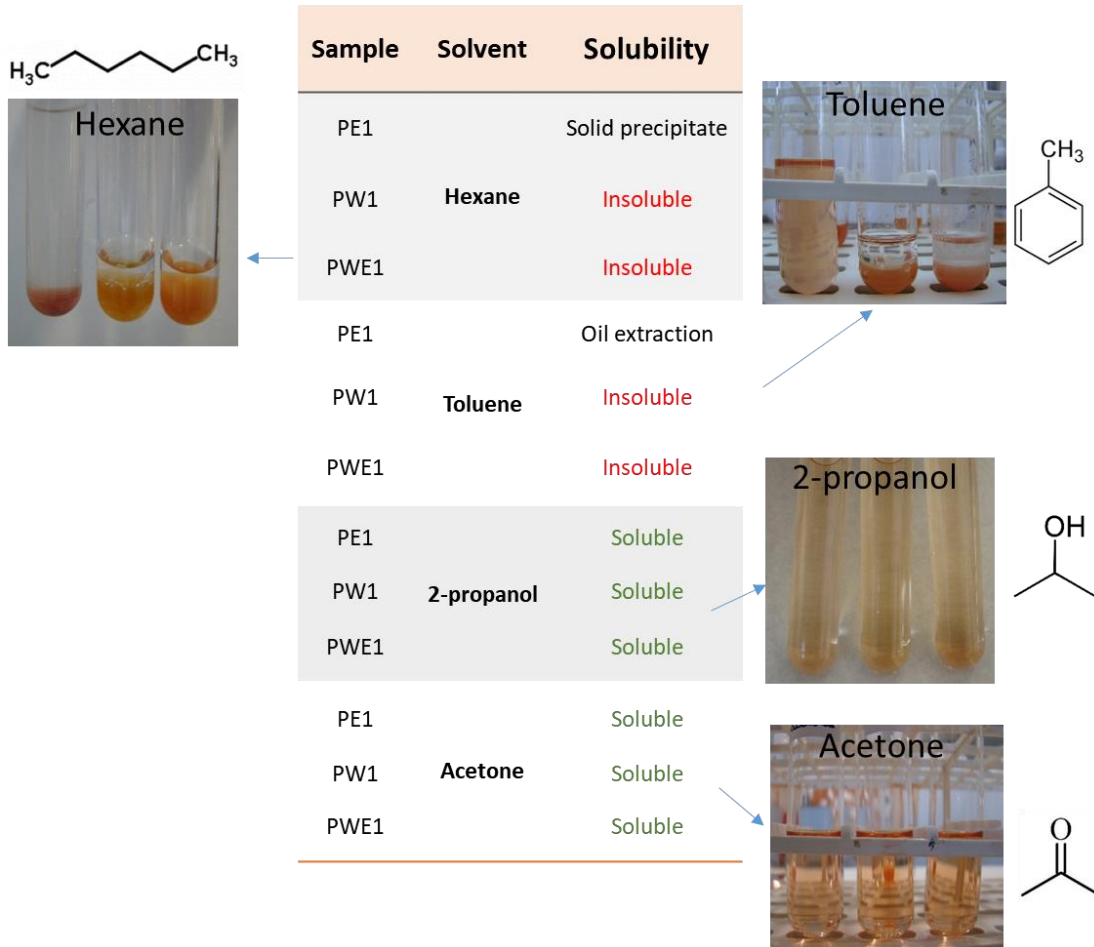 H₃C CH₃
Hexane
Sample Solvent Solubility
PE1 Solid precipitate
PW1 Hexane Insoluble
PWE1 Insoluble
PE1 Oil extraction
PW1 Toluene Insoluble
PWE1 Insoluble
PE1 Soluble
PW1 2-propanol Soluble
PWE1 Soluble
PE1 Soluble
PW1 Acetone Soluble
PWE1 Soluble
Toluene
CH₃
2-propanol
OH
Acetone
O